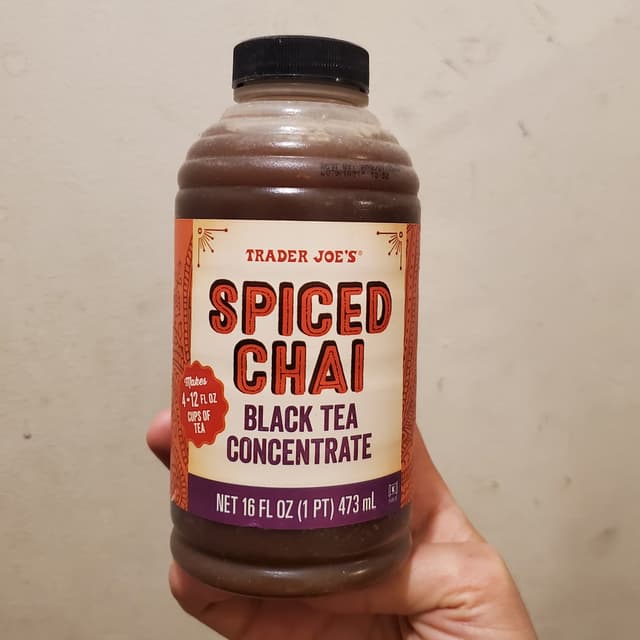 TRADER JOE'S®
SPICED
CHAI
BLACK TEA
CONCENTRATE
Makes
4-12 FL OZ
CUPS OF
TEA
NET 16 FL OZ (1 PT) 473 mL